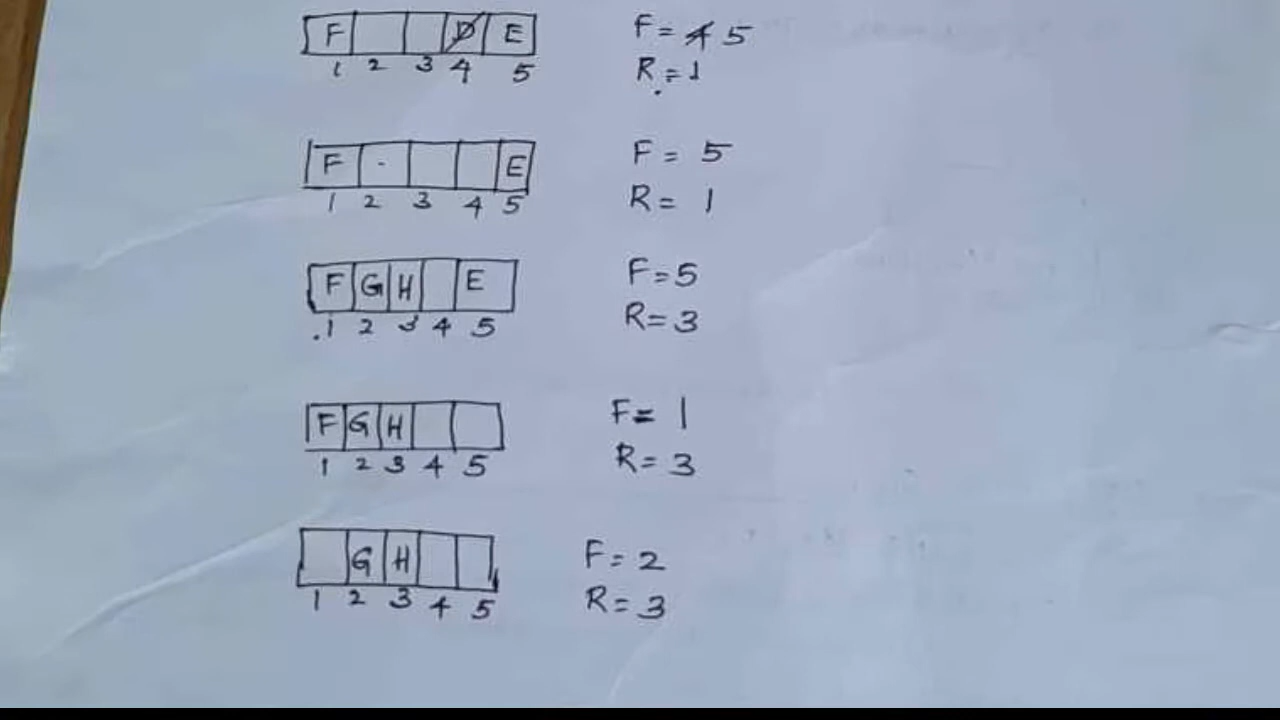 F D E F = 4 5
1 2 3 4 5 R = 1
F E F = 5
1 2 3 4 5 R = 1
F G H E F = 5
1 2 3 4 5 R = 3
F G H F = 1
1 2 3 4 5 R = 3
G H F = 2
1 2 3 4 5 R = 3